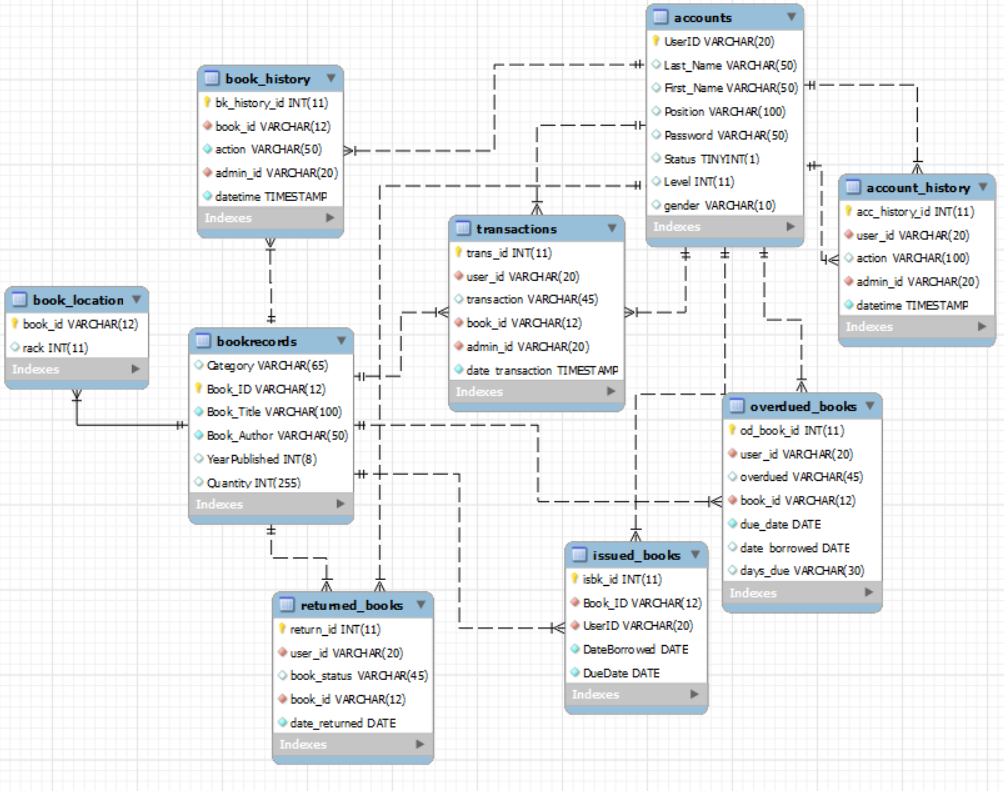 accounts
UserID VARCHAR(20)
Last_Name VARCHAR(50)
First_Name VARCHAR(50)
Position VARCHAR(100)
Password VARCHAR(50)
Status TINYINT(1)
Level INT(11)
gender VARCHAR(10)
Indexes
book_history
bk_history_id INT(11)
book_id VARCHAR(12)
action VARCHAR(50)
admin_id VARCHAR(20)
datetime TIMESTAMP
Indexes
account_history
acc_history_id INT(11)
user_id VARCHAR(20)
action VARCHAR(100)
admin_id VARCHAR(20)
datetime TIMESTAMP
Indexes
transactions
trans_id INT(11)
user_id VARCHAR(20)
transaction VARCHAR(45)
book_id VARCHAR(12)
admin_id VARCHAR(20)
date_transaction TIMESTAMP
Indexes
book_location
book_id VARCHAR(12)
rack INT(11)
Indexes
bookrecords
Category VARCHAR(65)
Book_ID VARCHAR(12)
Book_Title VARCHAR(100)
Book_Author VARCHAR(50)
YearPublished INT(8)
Quantity INT(255)
Indexes
overdued_books
od_book_id INT(11)
user_id VARCHAR(20)
overdued VARCHAR(45)
book_id VARCHAR(12)
due_date DATE
date_borrowed DATE
days_due VARCHAR(30)
Indexes
issued_books
isbk_id INT(11)
Book_ID VARCHAR(12)
UserID VARCHAR(20)
DateBorrowed DATE
DueDate DATE
Indexes
returned_books
return_id INT(11)
user_id VARCHAR(20)
book_status VARCHAR(45)
book_id VARCHAR(12)
date_returned DATE
Indexes